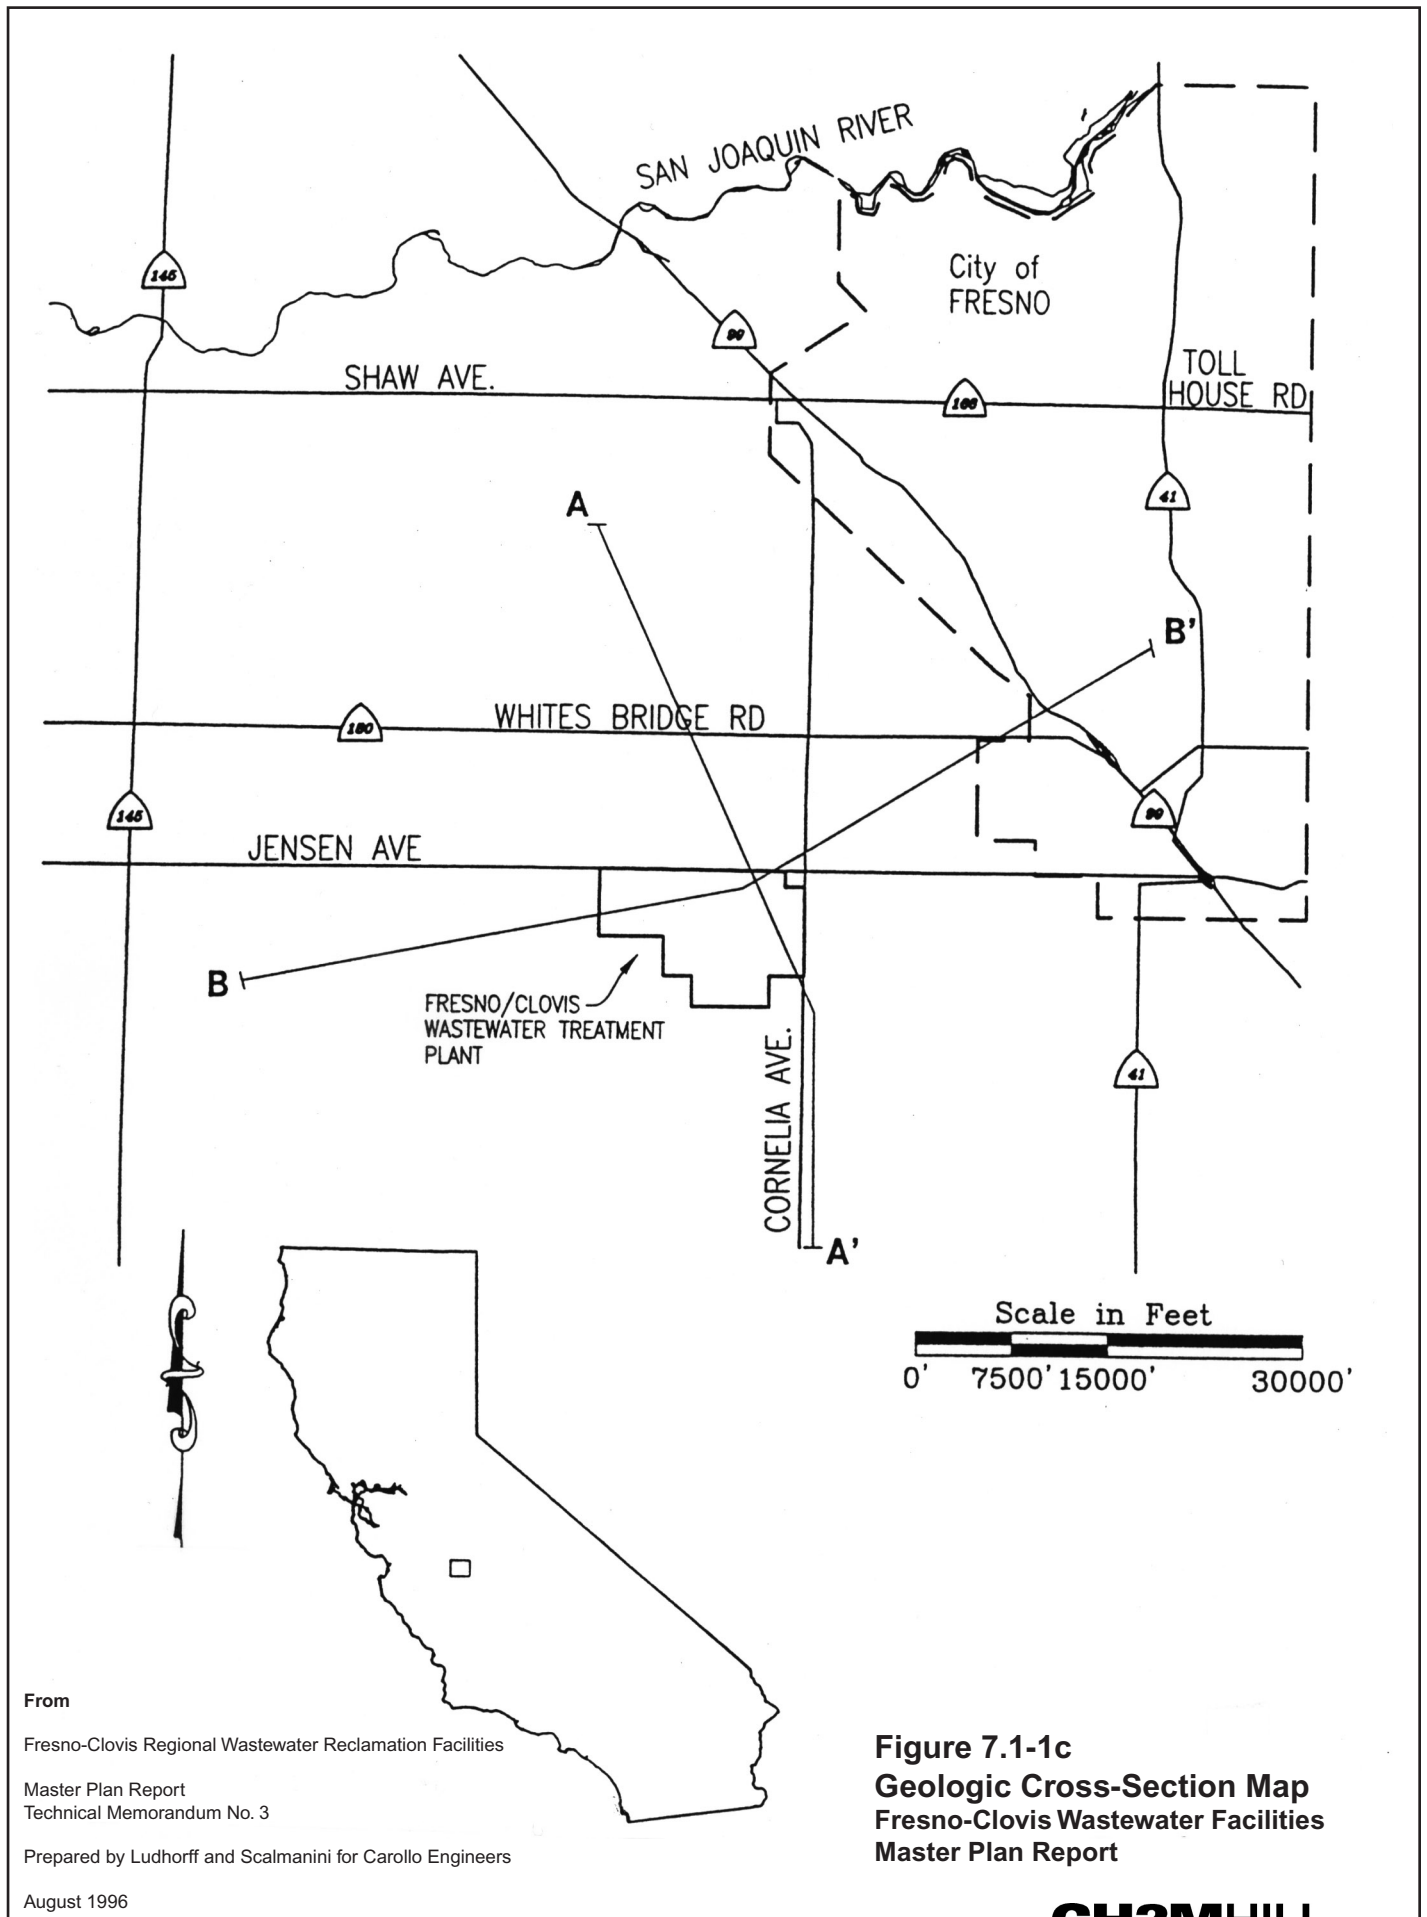 SAN JOAQUIN RIVER
145
City of
FRESNO
99
SHAW AVE.
168
TOLL
HOUSE RD
A
41
B'
WHITES BRIDGE RD
180
145
99
JENSEN AVE
B
FRESNO/CLOVIS
WASTEWATER TREATMENT
PLANT
CORNELIA AVE.
41
A'
Scale in Feet
0' 7500' 15000' 30000'
From
Fresno-Clovis Regional Wastewater Reclamation Facilities
Master Plan Report
Technical Memorandum No. 3
Prepared by Ludhorff and Scalmanini for Carollo Engineers
August 1996
Figure 7.1-1c
Geologic Cross-Section Map
Fresno-Clovis Wastewater Facilities
Master Plan Report
CH2MHILL